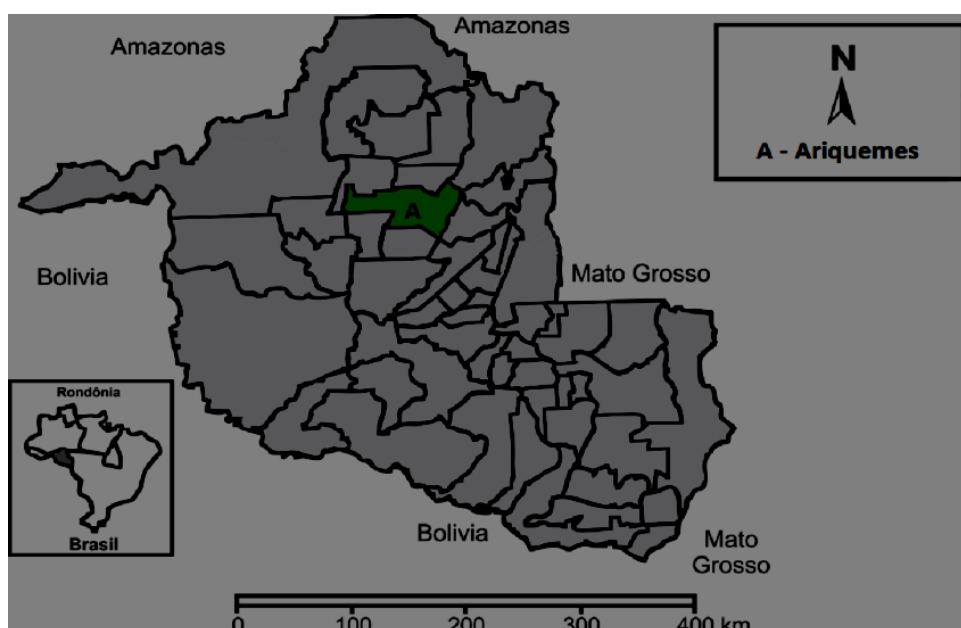 Amazonas
Amazonas
N
A - Ariquemes
A
Bolivia
Mato Grosso
Rondônia
Brasil
Bolivia
Mato
Grosso
0 100 200 300 400 km